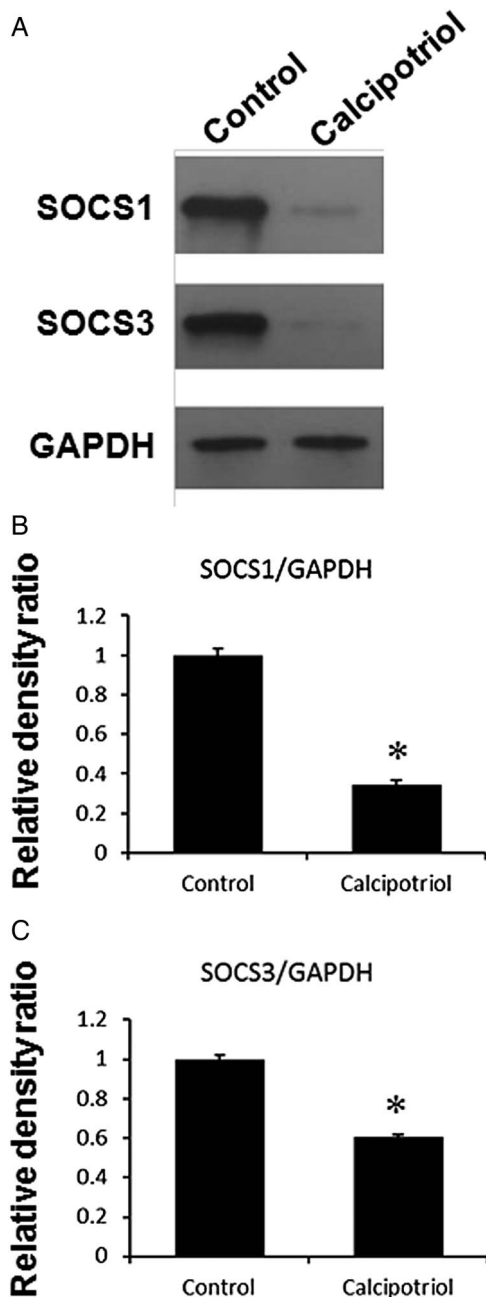 A
Control Calcipotriol
SOCS1
SOCS3
GAPDH
B
SOCS1/GAPDH
Relative density ratio
1.2
1
0.8
0.6
0.4
0.2
0
*
Control Calcipotriol
C
SOCS3/GAPDH
Relative density ratio
1.2
1
0.8
0.6
0.4
0.2
0
*
Control Calcipotriol